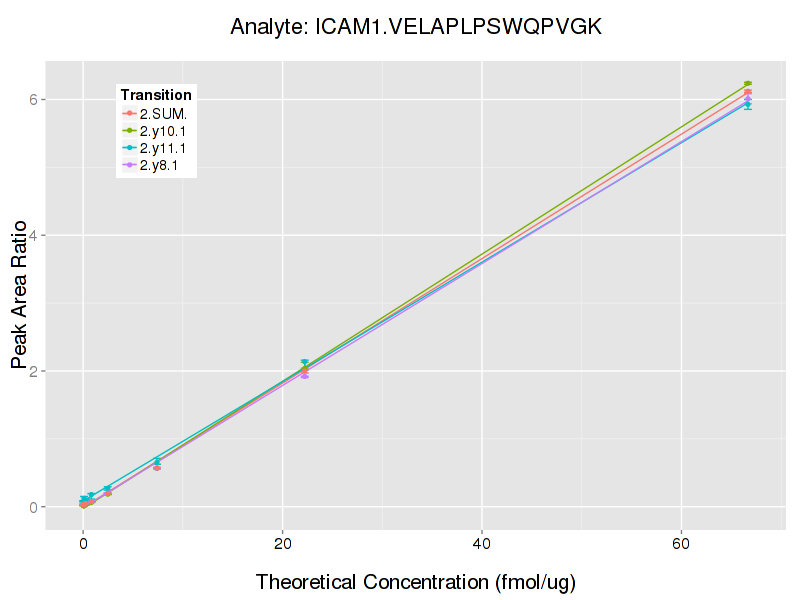 Analyte: ICAM1.VELAPLPSWQPVGK
Transition
2.SUM.
2.y10.1
2.y11.1
2.y8.1
Peak Area Ratio
6
4
2
0
0 20 40 60
Theoretical Concentration (fmol/ug)